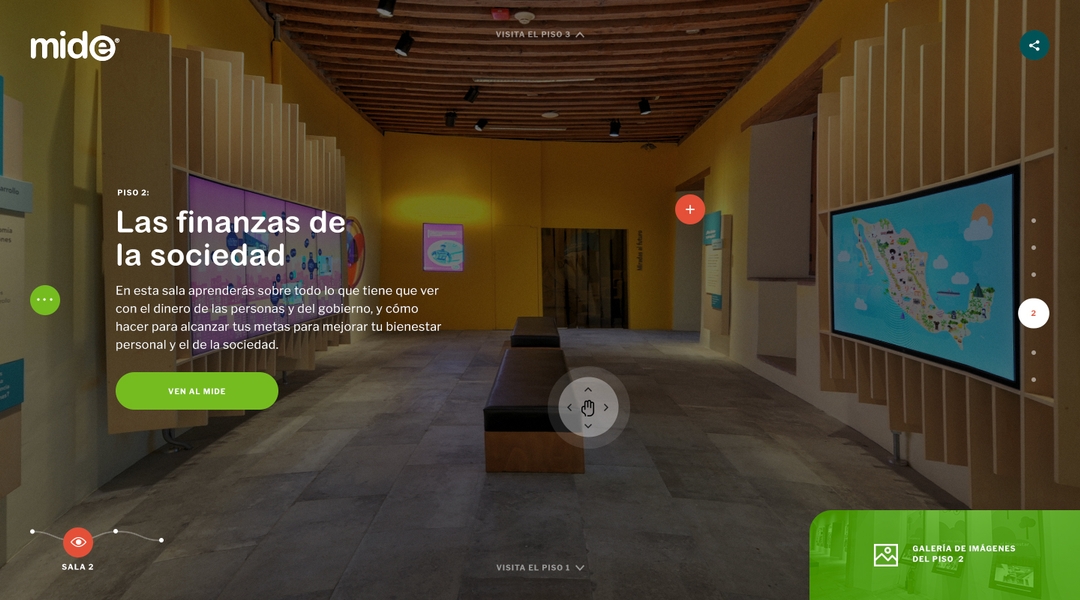 mide
VISITA EL PISO 3
PISO 2:
Las finanzas de
la sociedad
En esta sala aprenderás sobre todo lo que tiene que ver
con el dinero de las personas y del gobierno, y cómo
hacer para alcanzar tus metas para mejorar tu bienestar
personal y el de la sociedad.
VEN AL MIDE
2
SALA 2
VISITA EL PISO 1
GALERÍA DE IMÁGENES
DEL PISO 2